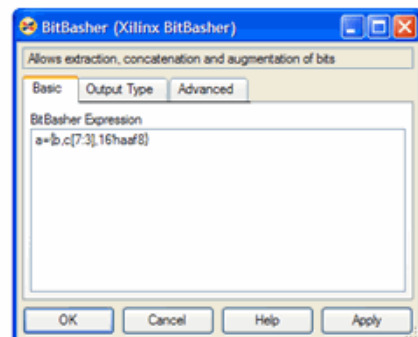 BitBasher (Xilinx BitBasher)
Allows extraction, concatenation and augmentation of bits
Basic Output Type Advanced
BitBasher Expression
a={b,c[7:3],16'haaf8}
OK Cancel Help Apply